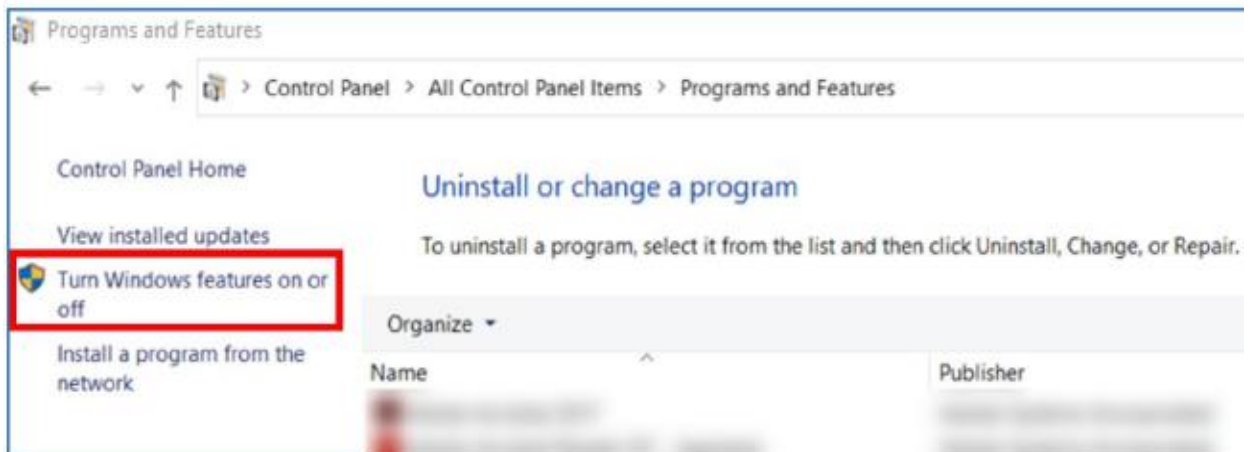 Programs and Features
Control Panel > All Control Panel Items > Programs and Features
Control Panel Home
View installed updates
Turn Windows features on or
off
Install a program from the
network
Uninstall or change a program
To uninstall a program, select it from the list and then click Uninstall, Change, or Repair.
Organize
Name
Publisher